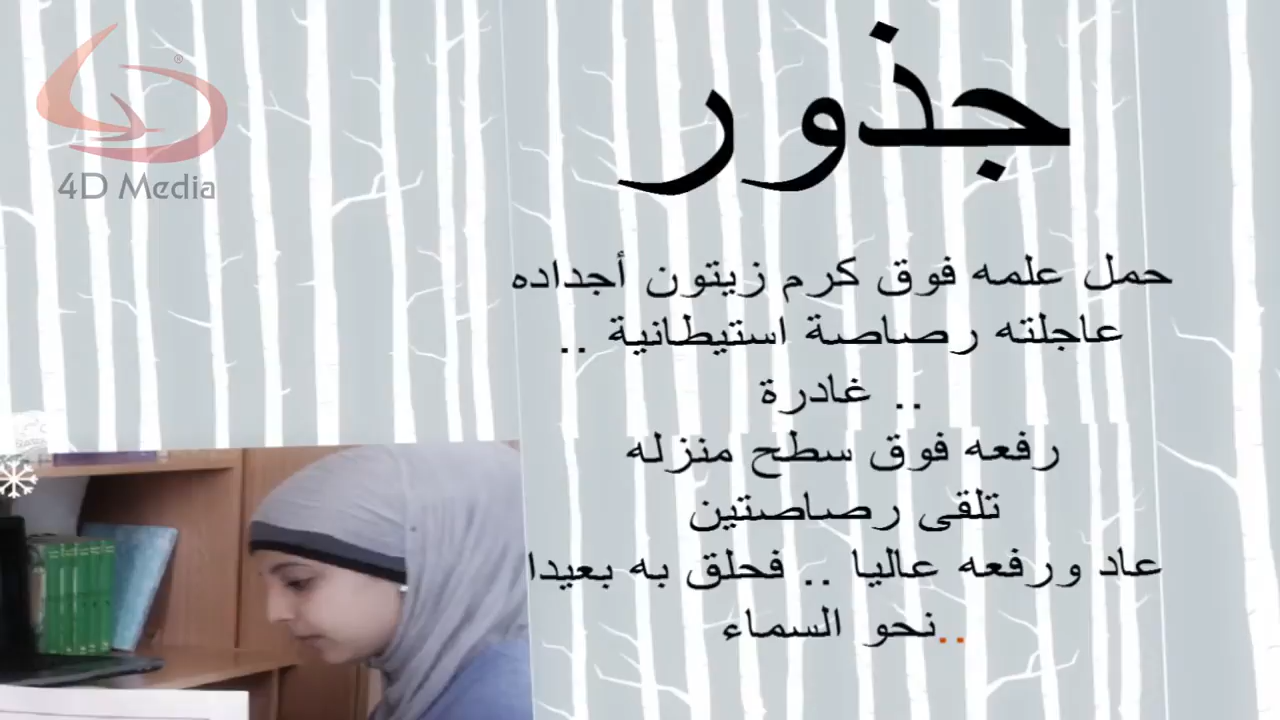 4D Media
جذور
حمل علمه فوق كرم زيتون أجداده
عاجلته رصاصة استيطانية ..
.. غادرة
رفعه فوق سطح منزله
تلقى رصاصتين
عاد ورفعه عاليا .. فحلق به بعيدا
نحو السماء..